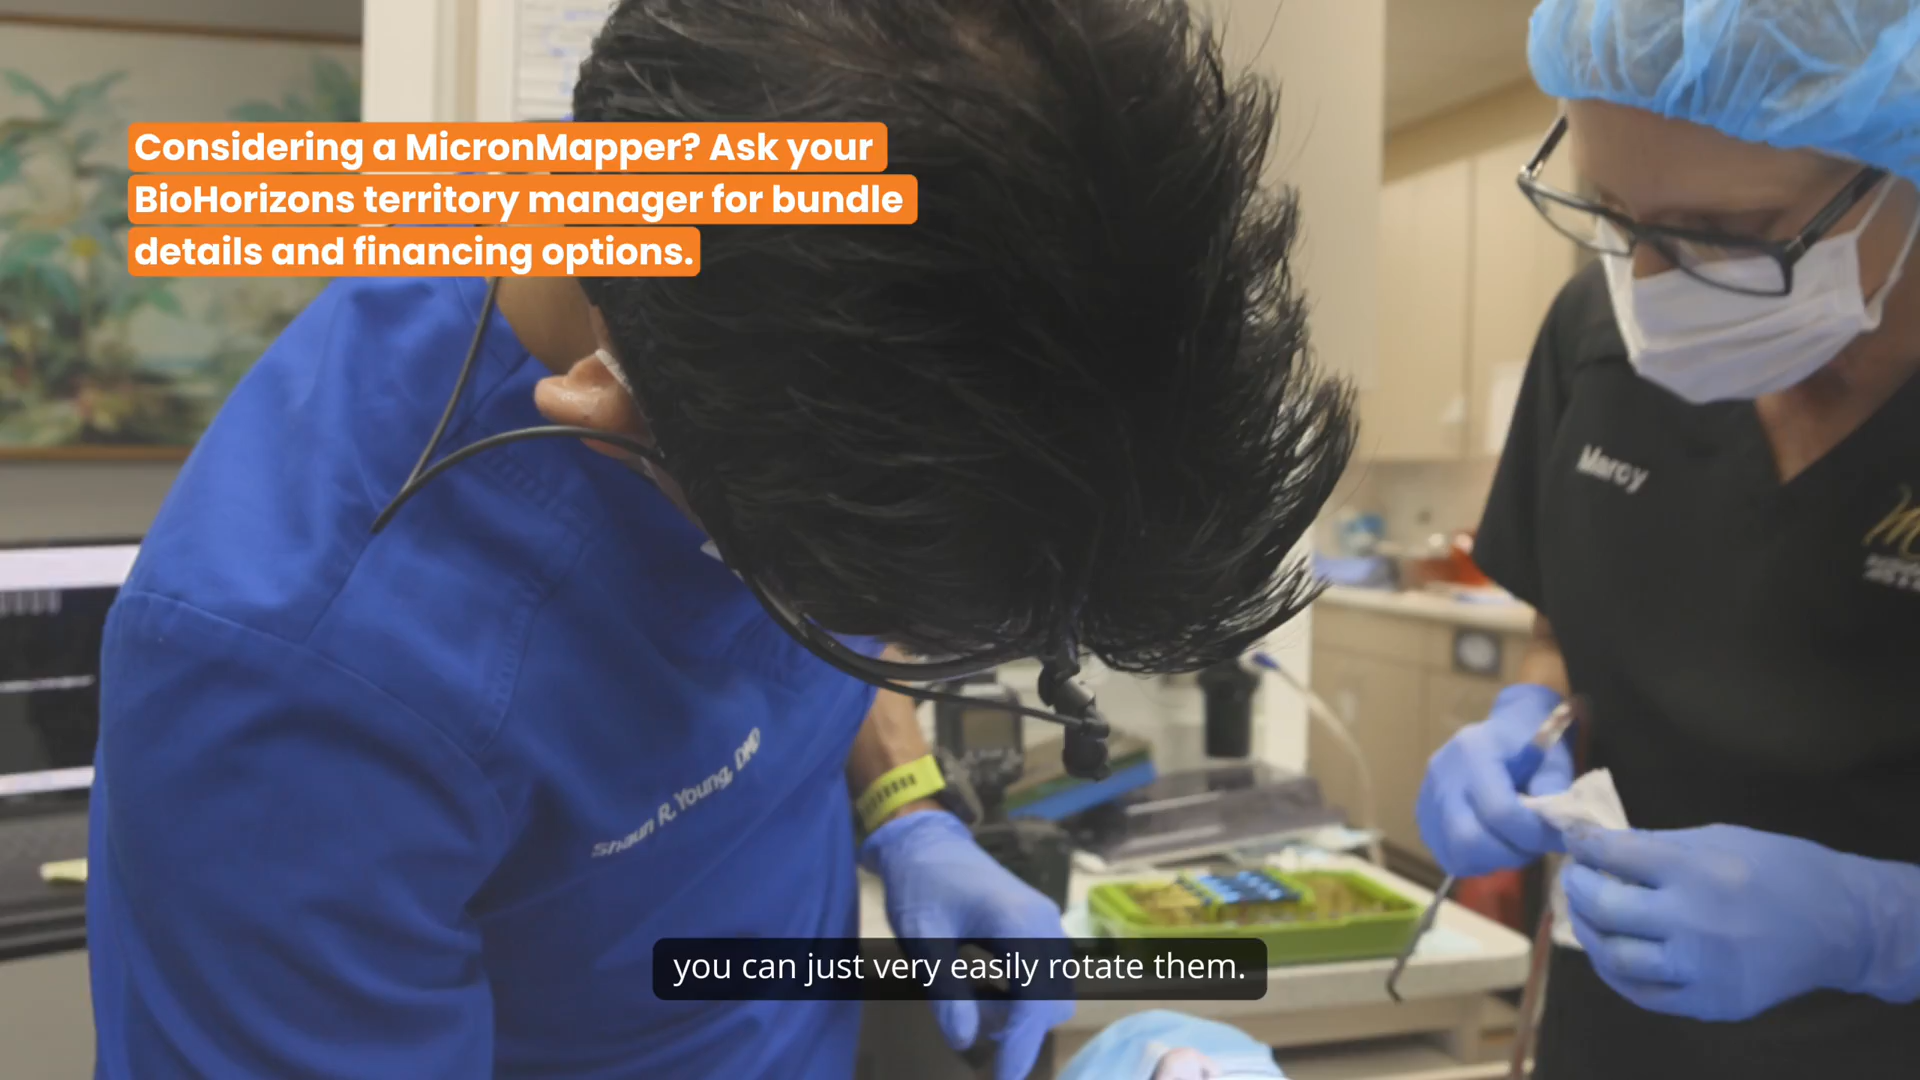 Considering a MicronMapper? Ask your
BioHorizons territory manager for bundle
details and financing options.
Marcy
Shaun R. Young, DMD
you can just very easily rotate them.